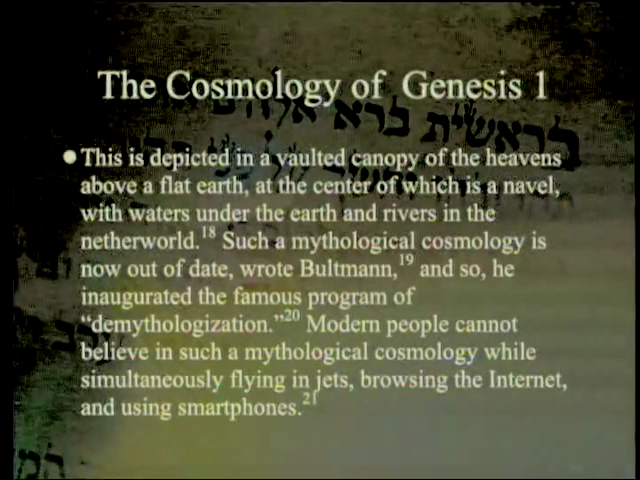 The Cosmology of Genesis 1
בראשית ברא אלהים
• This is depicted in a vaulted canopy of the heavens
above a flat earth, at the center of which is a navel,
with waters under the earth and rivers in the
netherworld.18 Such a mythological cosmology is
now out of date, wrote Bultmann,19 and so, he
inaugurated the famous program of
“demythologization.”20 Modern people cannot
believe in such a mythological cosmology while
simultaneously flying in jets, browsing the Internet,
and using smartphones.21